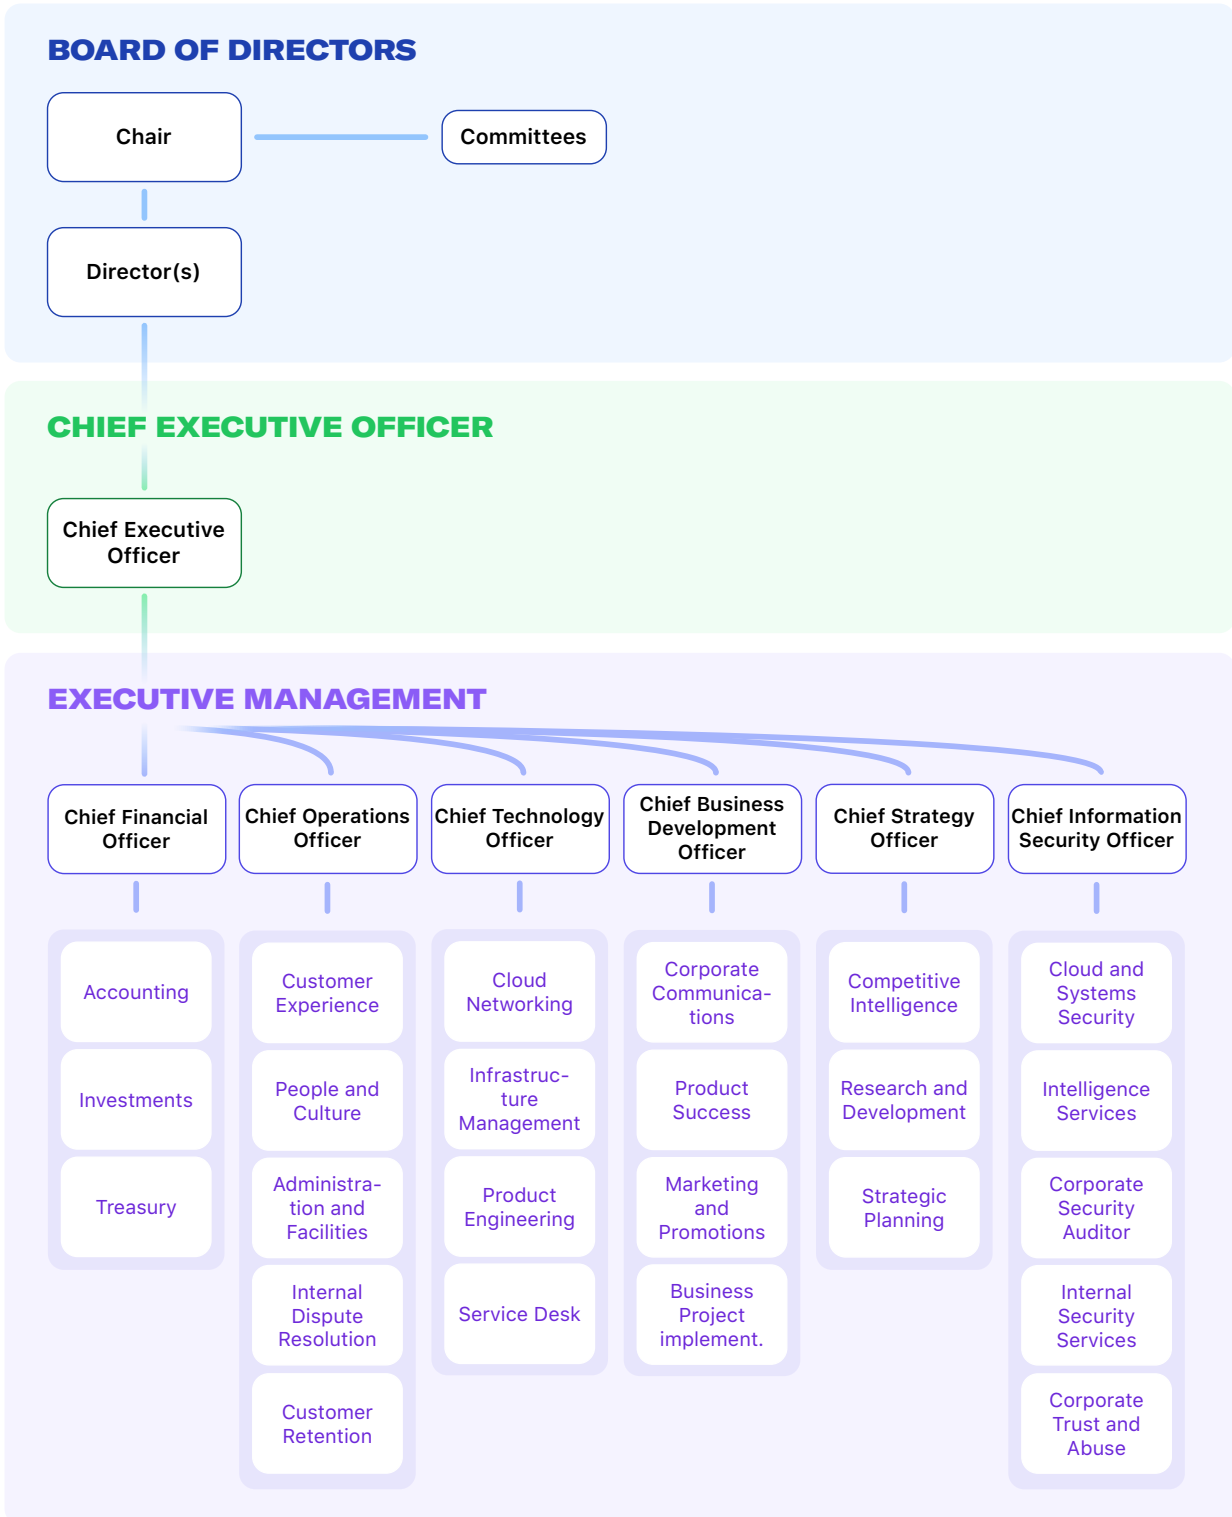 BOARD OF DIRECTORS
Chair
Committees
Director(s)
CHIEF EXECUTIVE OFFICER
Chief Executive
Officer
EXECUTIVE MANAGEMENT
Chief Financial
Officer
Chief Operations
Officer
Chief Technology
Officer
Chief Business
Development
Officer
Chief Strategy
Officer
Chief Information
Security Officer
Accounting
Investments
Treasury
Customer
Experience
People and
Culture
Administra-
tion and
Facilities
Internal
Dispute
Resolution
Customer
Retention
Cloud
Networking
Infrastruc-
ture
Management
Product
Engineering
Service Desk
Corporate
Communica-
tions
Product
Success
Marketing
and
Promotions
Business
Project
implement.
Competitive
Intelligence
Research and
Development
Strategic
Planning
Cloud and
Systems
Security
Intelligence
Services
Corporate
Security
Auditor
Internal
Security
Services
Corporate
Trust and
Abuse